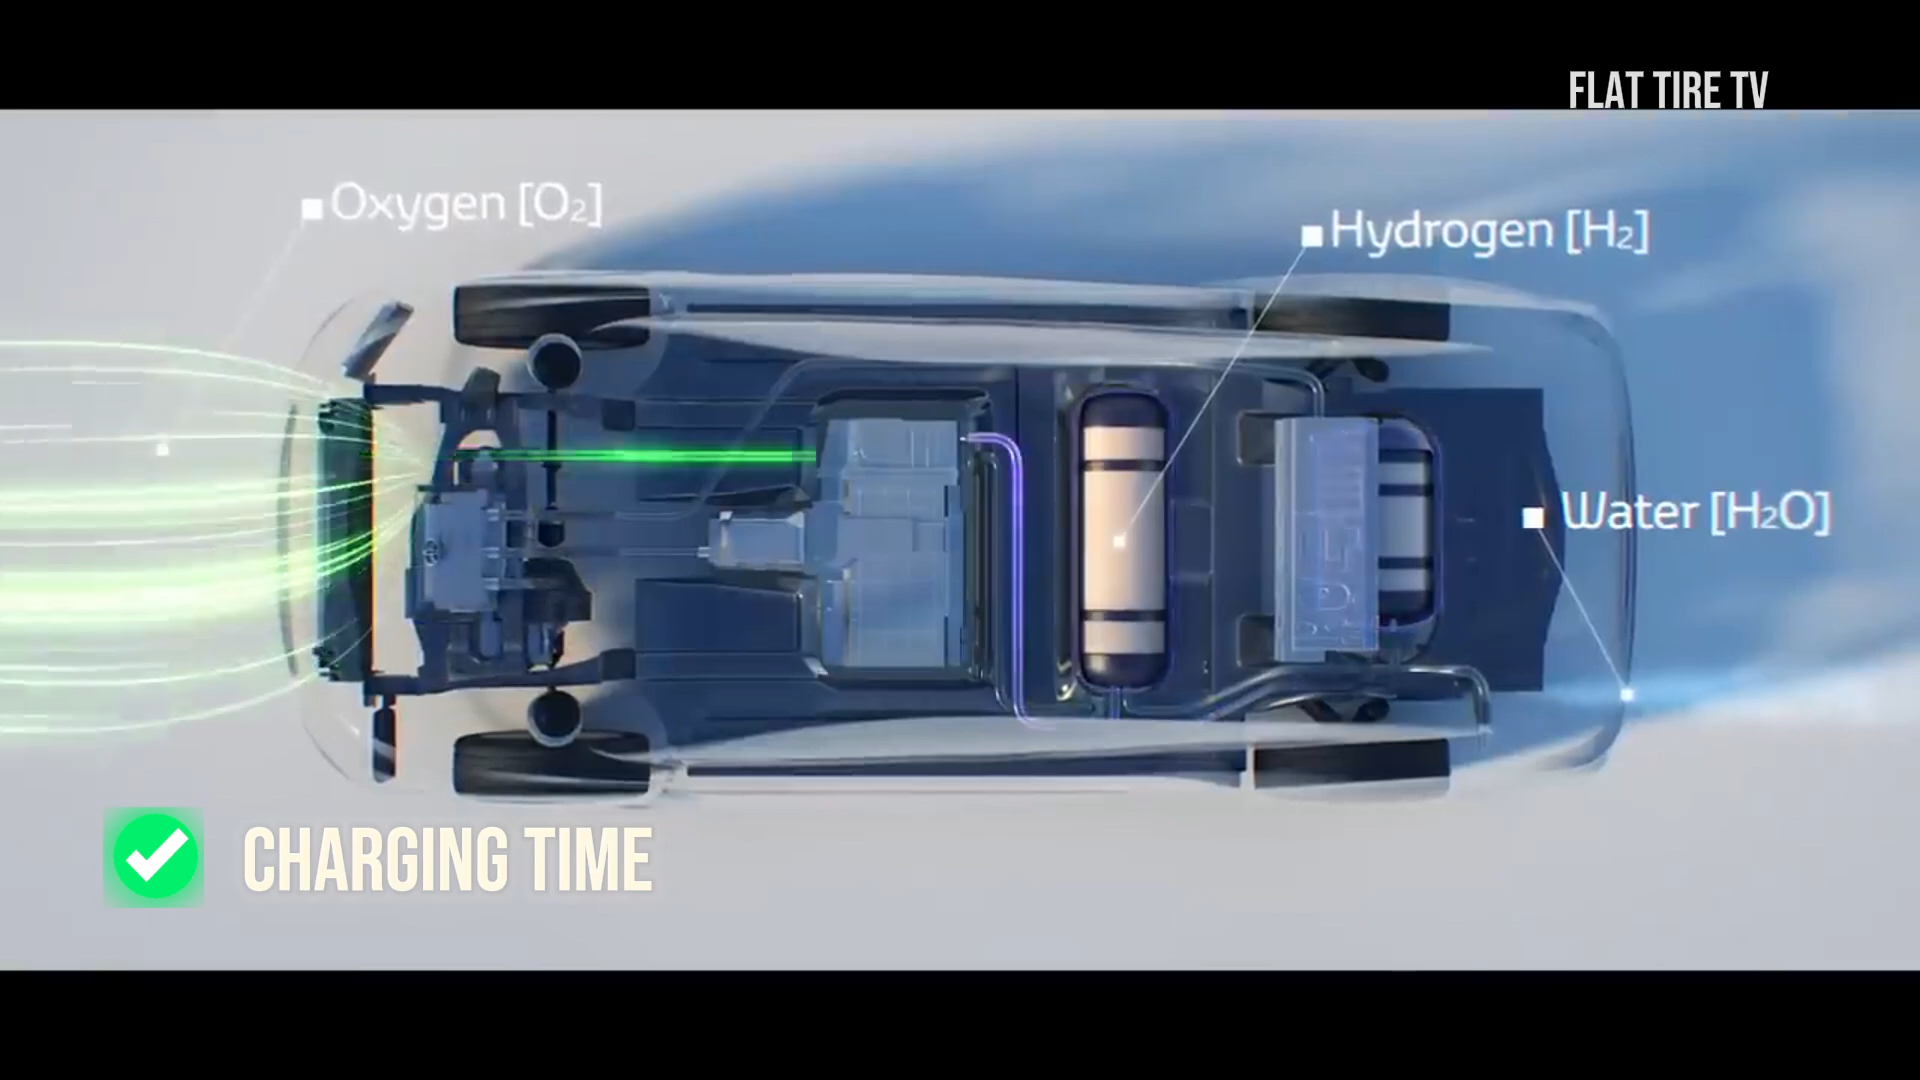 FLAT TIRE TV
Oxygen [O₂]
Hydrogen [H₂]
Water [H₂O]
CHARGING TIME